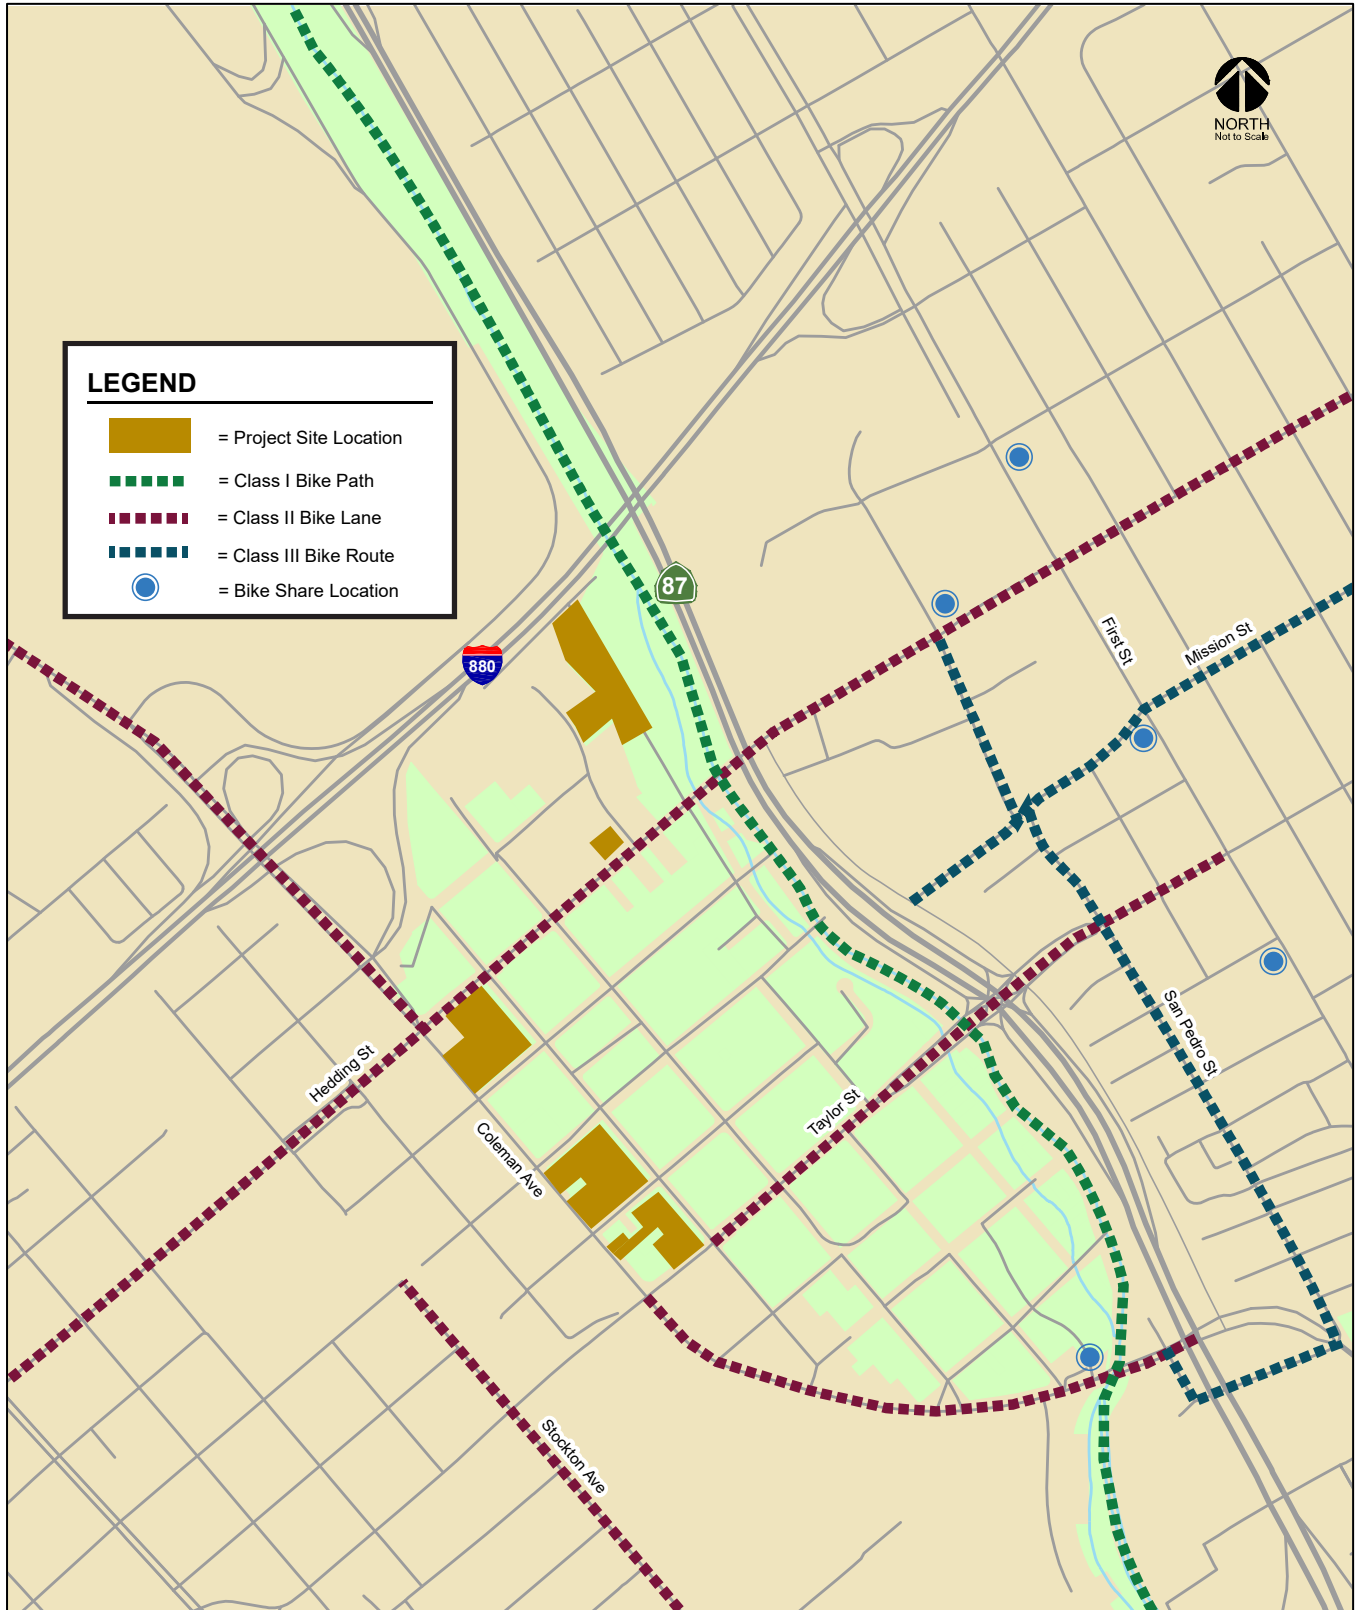 NORTH
Not to Scale
LEGEND
= Project Site Location
= Class I Bike Path
= Class II Bike Lane
= Class III Bike Route
= Bike Share Location
87
880
First St
Mission St
Hedding St
Coleman Ave
Taylor St
San Pedro St
Stockton Ave